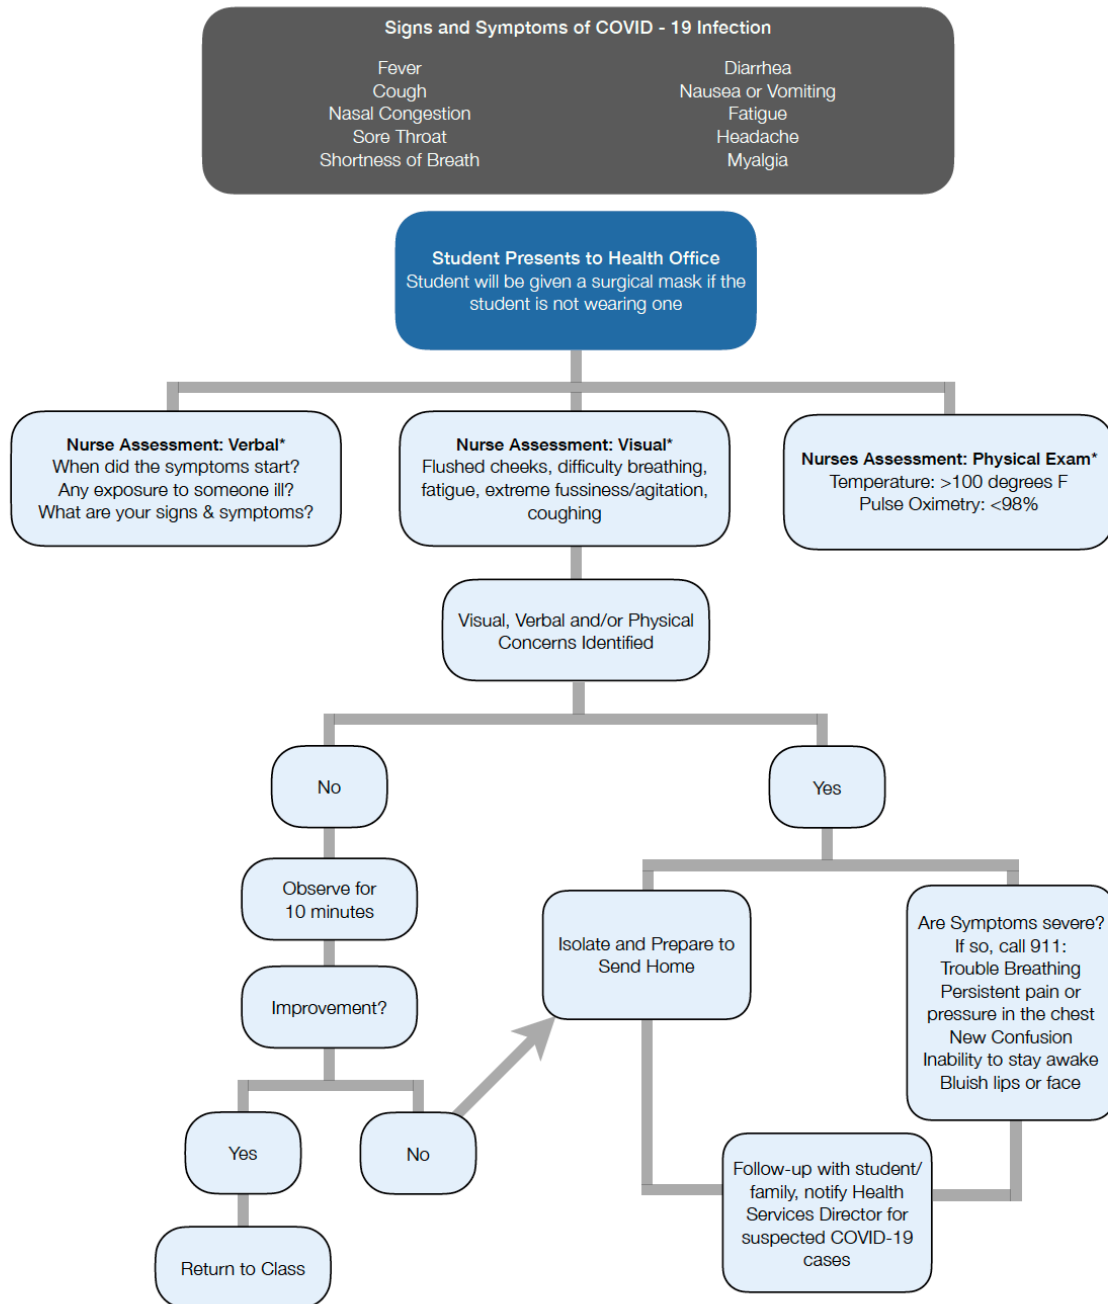 Signs and Symptoms of COVID - 19 Infection
Fever
Cough
Nasal Congestion
Sore Throat
Shortness of Breath
Diarrhea
Nausea or Vomiting
Fatigue
Headache
Myalgia
Student Presents to Health Office
Student will be given a surgical mask if the
student is not wearing one
Nurse Assessment: Verbal*
When did the symptoms start?
Any exposure to someone ill?
What are your signs & symptoms?
Nurse Assessment: Visual*
Flushed cheeks, difficulty breathing,
fatigue, extreme fussiness/agitation,
coughing
Nurses Assessment: Physical Exam*
Temperature: >100 degrees F
Pulse Oximetry: <98%
Visual, Verbal and/or Physical
Concerns Identified
No
Observe for
10 minutes
Improvement?
Yes
Return to Class
No
Yes
Isolate and Prepare to
Send Home
Are Symptoms severe?
If so, call 911:
Trouble Breathing
Persistent pain or
pressure in the chest
New Confusion
Inability to stay awake
Bluish lips or face
Follow-up with student/
family, notify Health
Services Director for
suspected COVID-19
cases